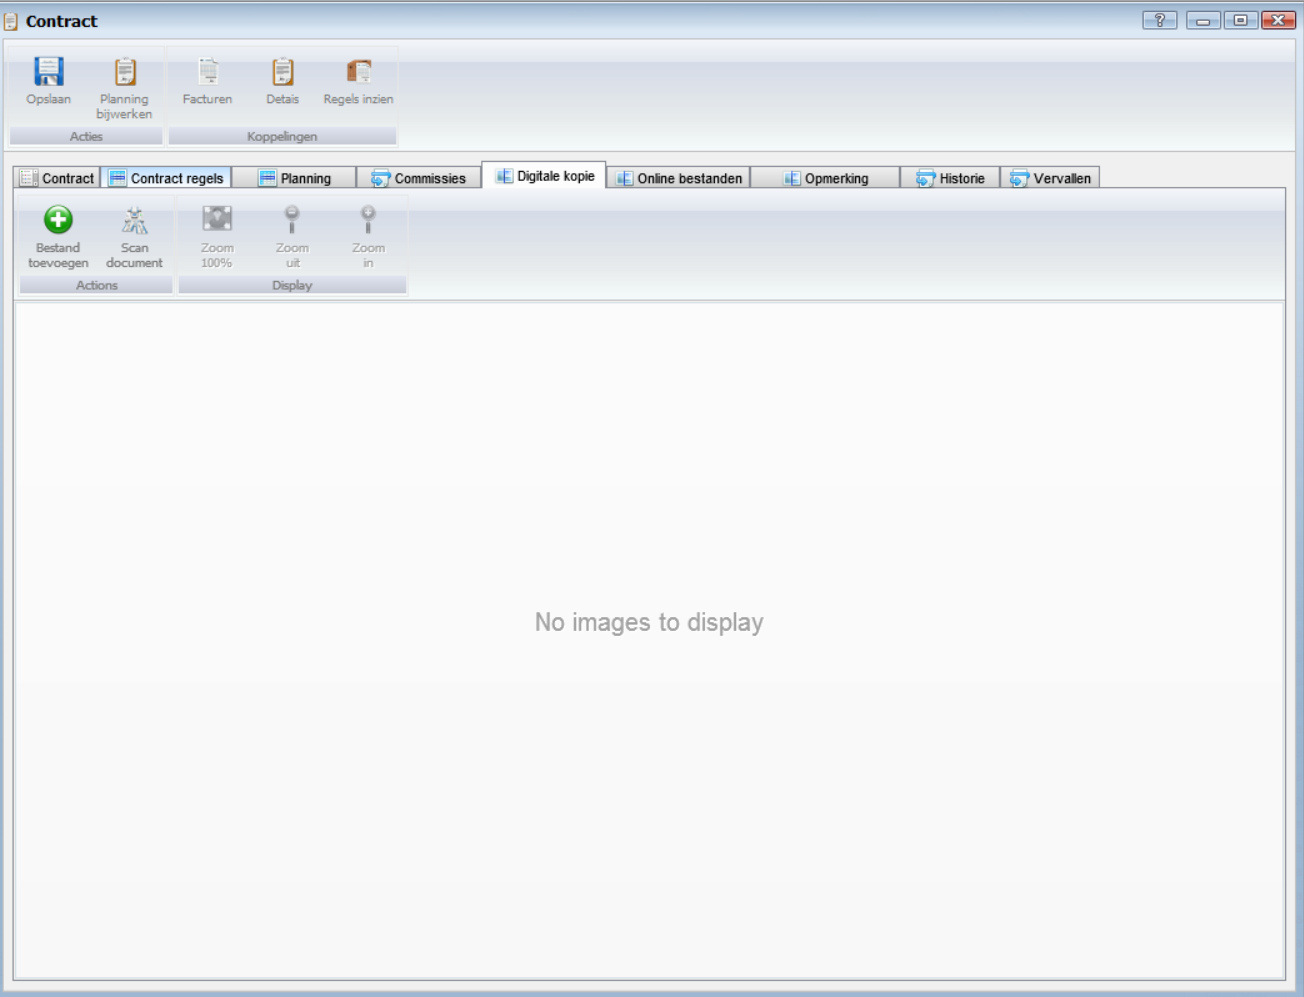 Contract
Opslaan
Planning
bijwerken
Facturen
Detais
Regels inzien
Acties
Koppelingen
Contract
Contract regels
Planning
Commissies
Digitale kopie
Online bestanden
Opmerking
Historie
Vervallen
Bestand
toevoegen
Scan
document
Zoom
100%
Zoom
uit
Zoom
in
Actions
Display
No images to display